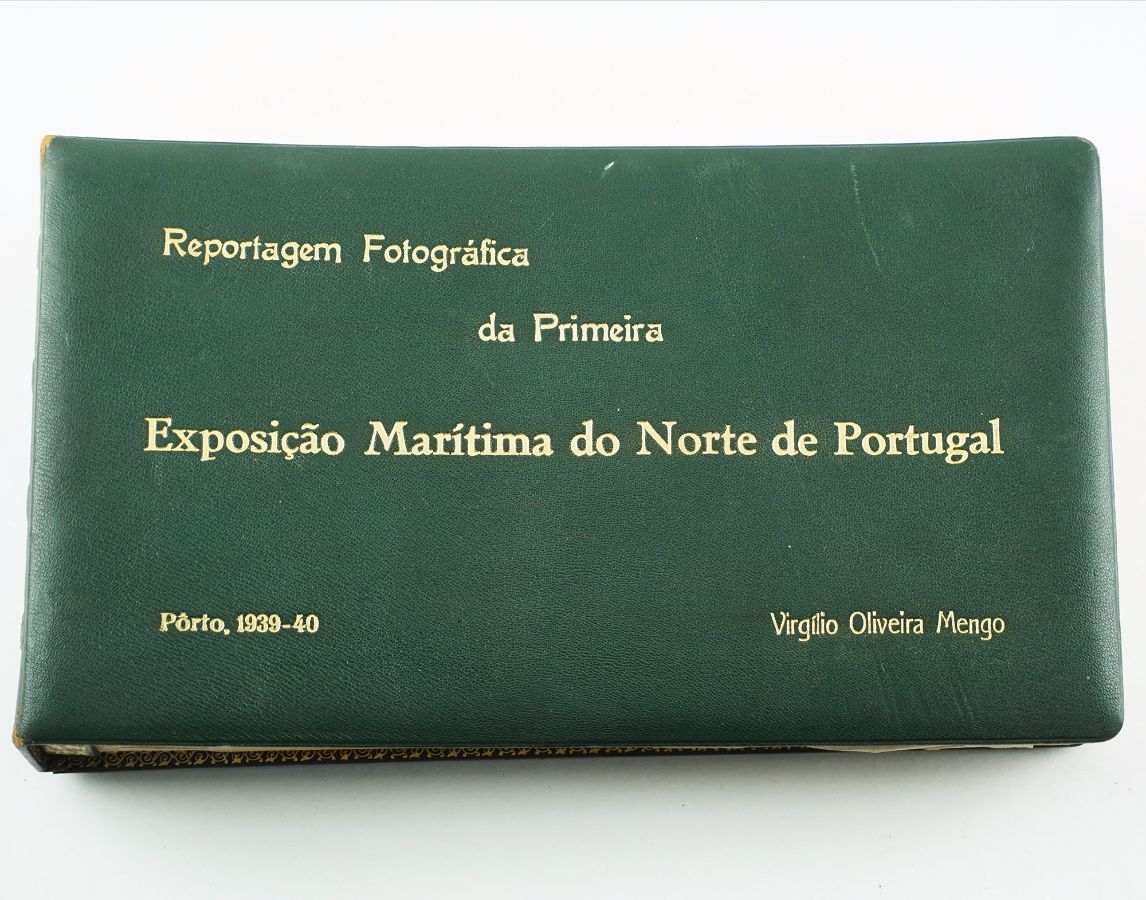 Reportagem Fotográfica
da Primeira
Exposição Marítima do Norte de Portugal
Pôrto, 1939-40
Virgílio Oliveira Mengo